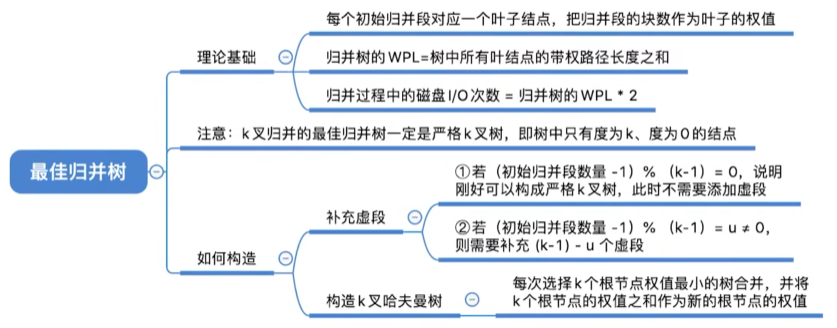 每个初始归并段对应一个叶子结点，把归并段的块数作为叶子的权值
理论基础
归并树的WPL=树中所有叶结点的带权路径长度之和
归并过程中的磁盘I/O次数 = 归并树的WPL * 2
注意：k叉归并的最佳归并树一定是严格k叉树，即树中只有度为k、度为0的结点
最佳归并树
①若（初始归并段数量 -1）%（k-1）= 0，说明
刚好可以构成严格k叉树，此时不需要添加虚段
补充虚段
②若（初始归并段数量 -1）%（k-1）= u ≠ 0，
则需要补充 (k-1) - u 个虚段
如何构造
每次选择k个根节点权值最小的树合并，并将
k个根节点的权值之和作为新的根节点的权值
构造k叉哈夫曼树